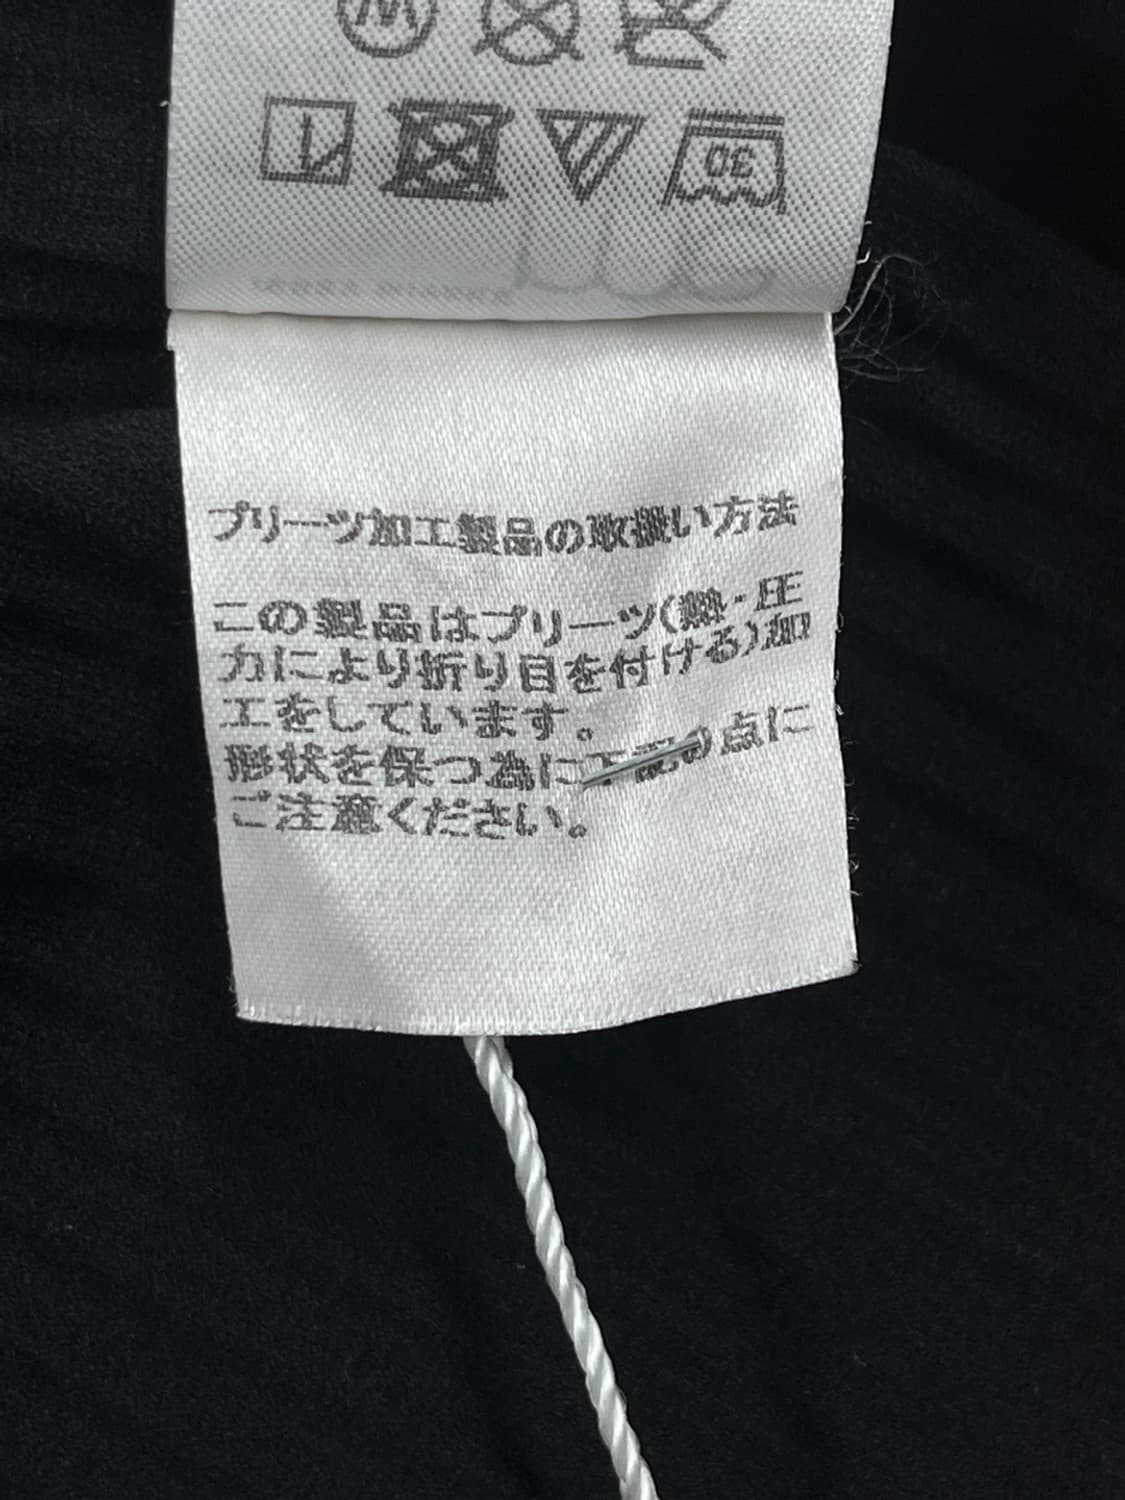 W
30
プリーツ加工製品の取扱い方法
この製品はプリーツ(熱・圧
力により折り目を付ける)加
工をしています。
形状を保つ為に下記の点に
ご注意ください。